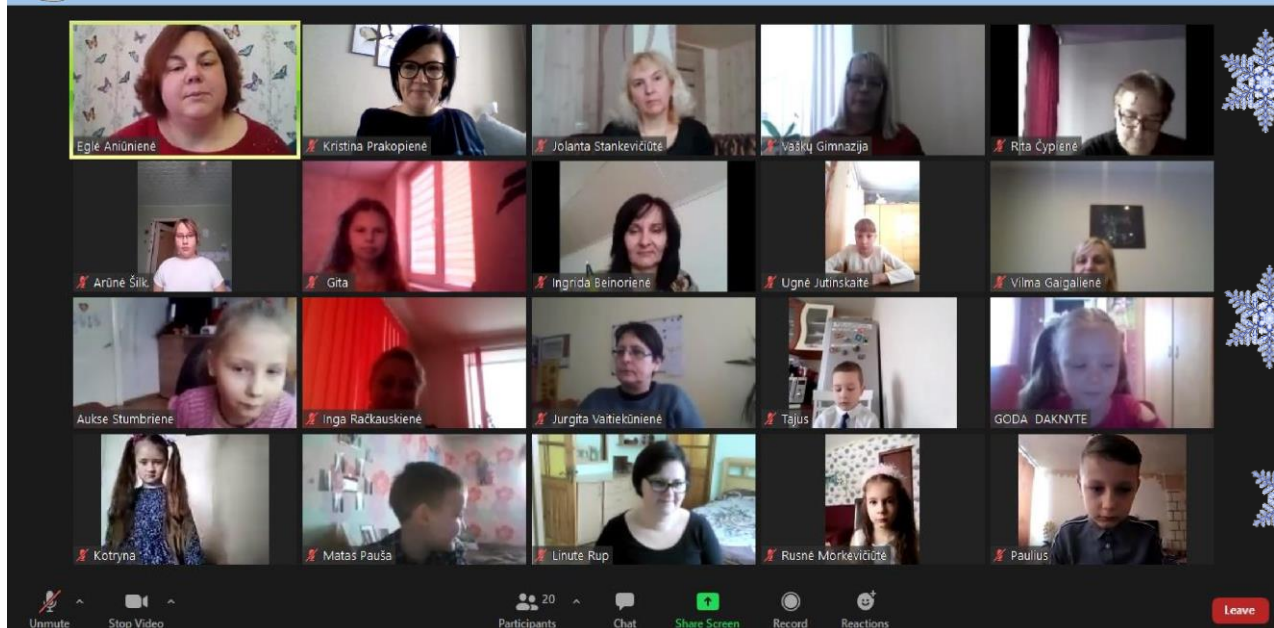 Eglė Aniūnienė
Kristina Prakopienė
Jolanta Stankevičiūtė
Vaškų Gimnazija
Rita Čypienė
Arūnė Šilk.
Gita
Ingrida Beinorienė
Ugnė Jutinskaitė
Vilma Gaigalienė
Aukse Stumbriene
Inga Račkauskienė
Jurgita Vaitiekūnienė
Tajus
GODA DAKNYTE
Kotryna
Matas Pauša
Linute Rup
Rusnė Morkevičiūtė
Paulius
Unmute
Stop Video
20
Participants
Chat
Share Screen
Record
Reactions
Leave